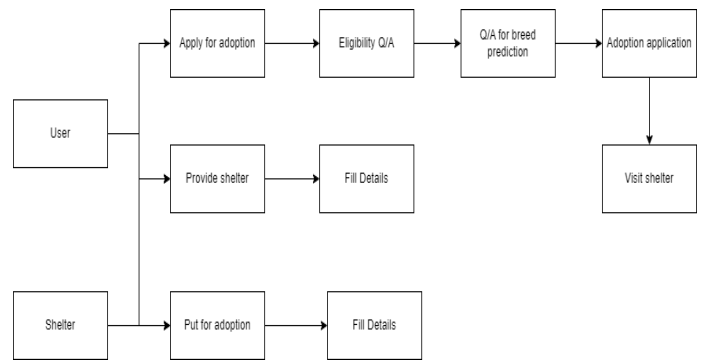 Apply for adoption
Eligibility Q/A
Q/A for breed
prediction
Adoption application
User
Provide shelter
Fill Details
Visit shelter
Shelter
Put for adoption
Fill Details